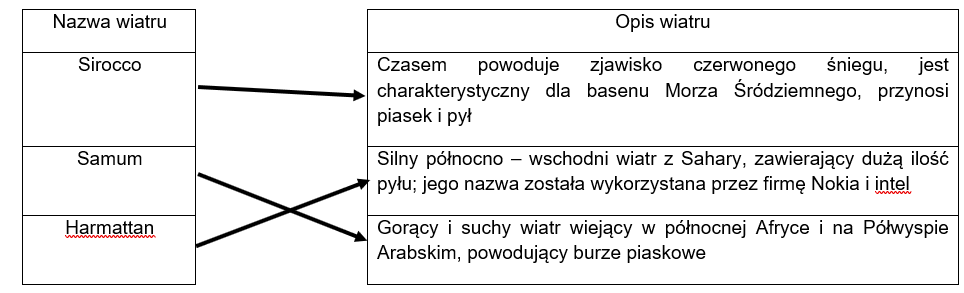 Nazwa wiatru
Opis wiatru
Sirocco
Czasem powoduje zjawisko czerwonego śniegu, jest
charakterystyczny dla basenu Morza Śródziemnego, przynosi
piasek i pył
Samum
Silny północno – wschodni wiatr z Sahary, zawierający dużą ilość
pyłu; jego nazwa została wykorzystana przez firmę Nokia i intel
Harmattan
Gorący i suchy wiatr wiejący w północnej Afryce i na Półwyspie
Arabskim, powodujący burze piaskowe